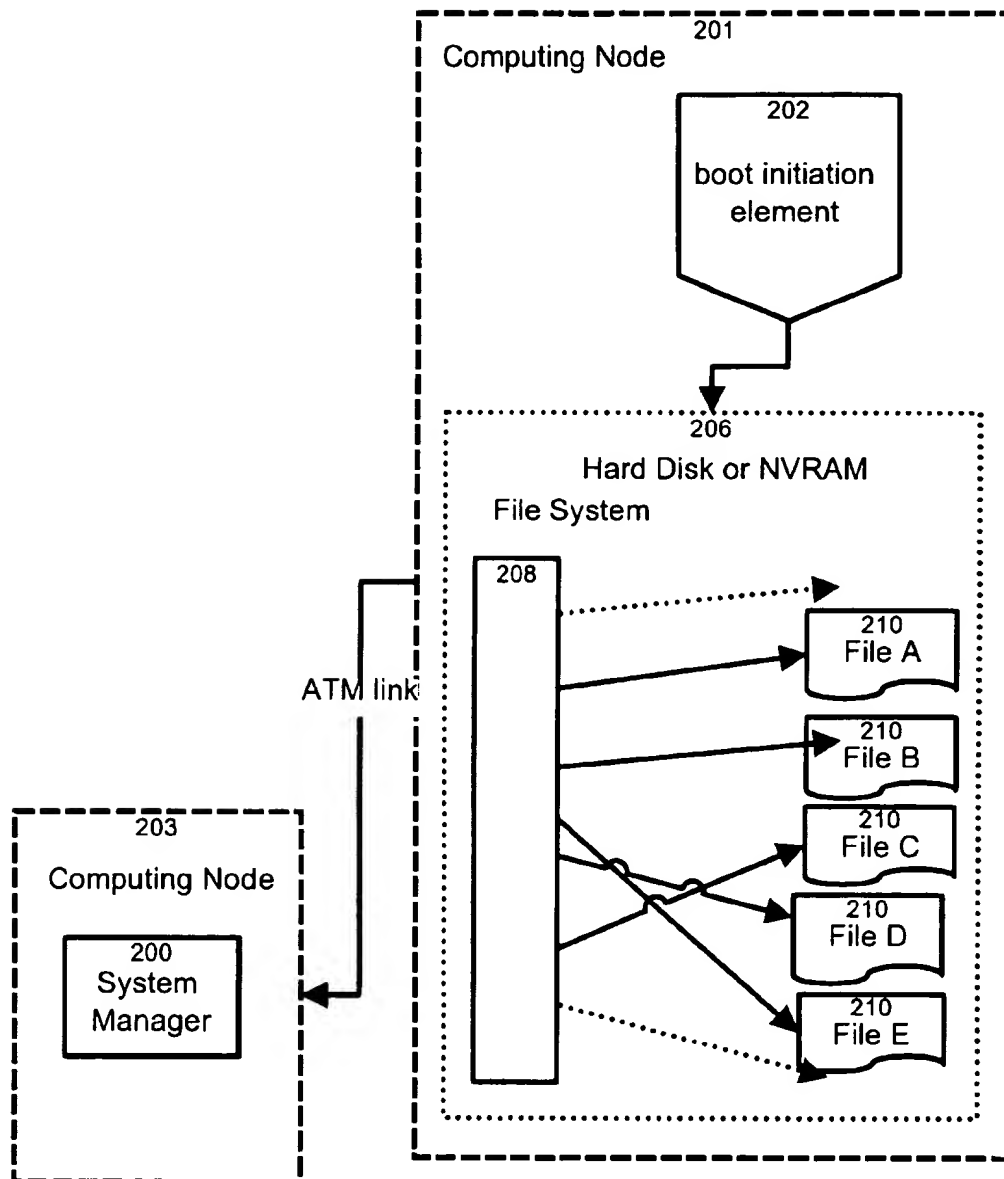 201
Computing Node
202
boot initiation
element
206
Hard Disk or NVRAM
File System
208
210
File A
ATM link
210
File B
210
File C
203
Computing Node
210
File D
200
System
Manager
210
File E